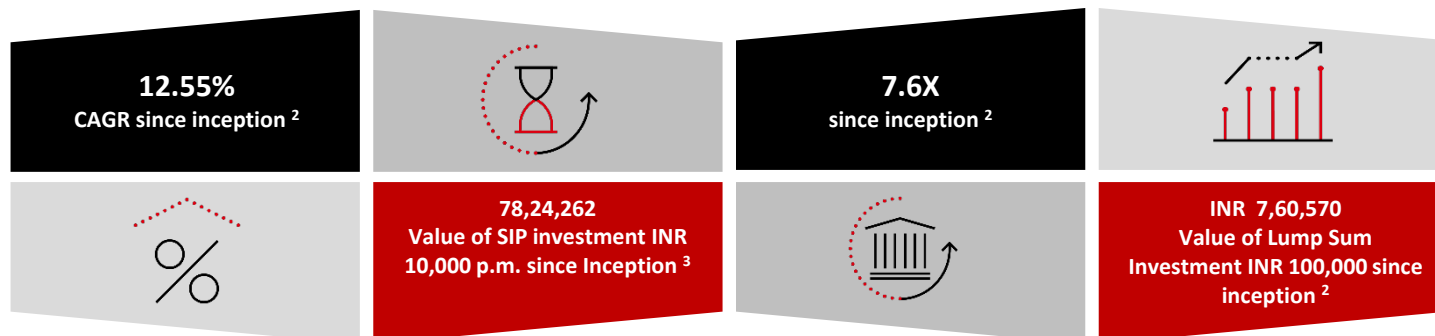 12.55%
CAGR since inception 2
7.6X
since inception 2
78,24,262
Value of SIP investment INR
10,000 p.m. since Inception 3
INR 7,60,570
Value of Lump Sum
Investment INR 100,000 since
inception 2